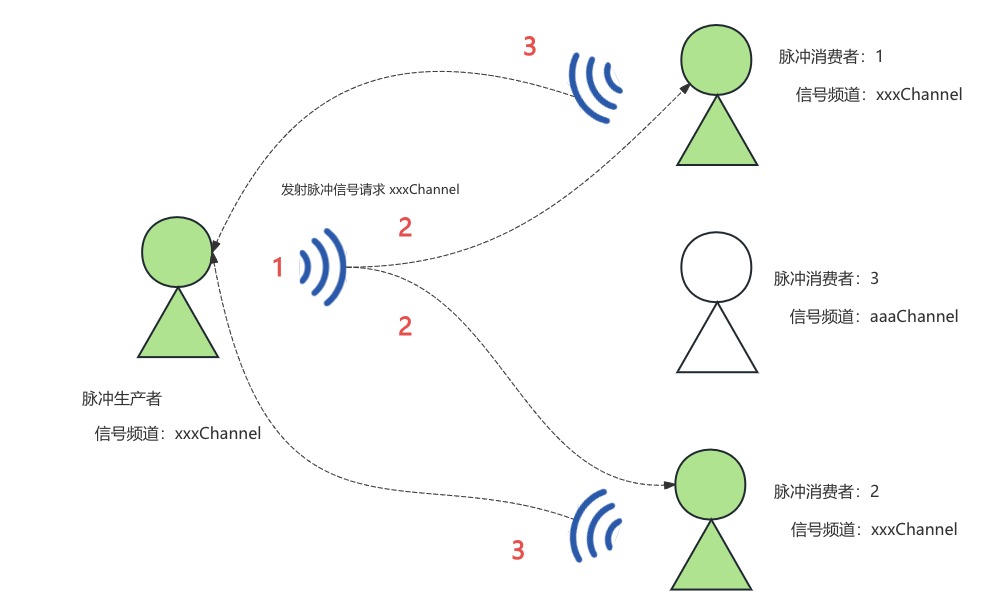 3
脉冲消费者：1
信号频道：xxxChannel
发射脉冲信号请求 xxxChannel
2
1
脉冲消费者：3
信号频道：aaaChannel
2
脉冲生产者
信号频道：xxxChannel
脉冲消费者：2
信号频道：xxxChannel
3